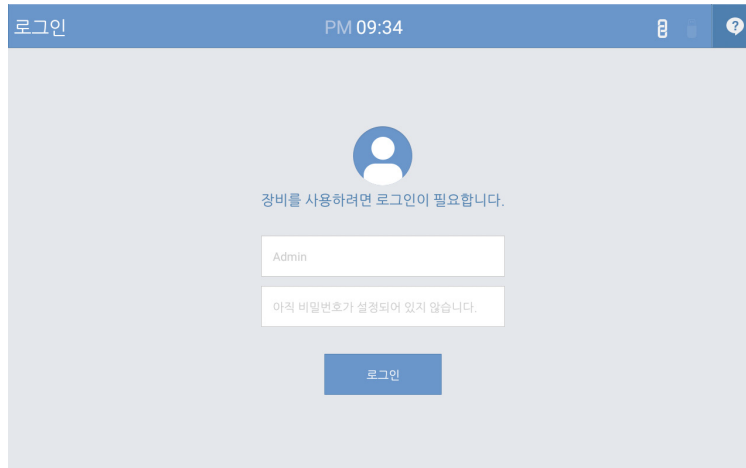 로그인
PM 09:34
?
장비를 사용하려면 로그인이 필요합니다.
Admin
아직 비밀번호가 설정되어 있지 않습니다.
로그인